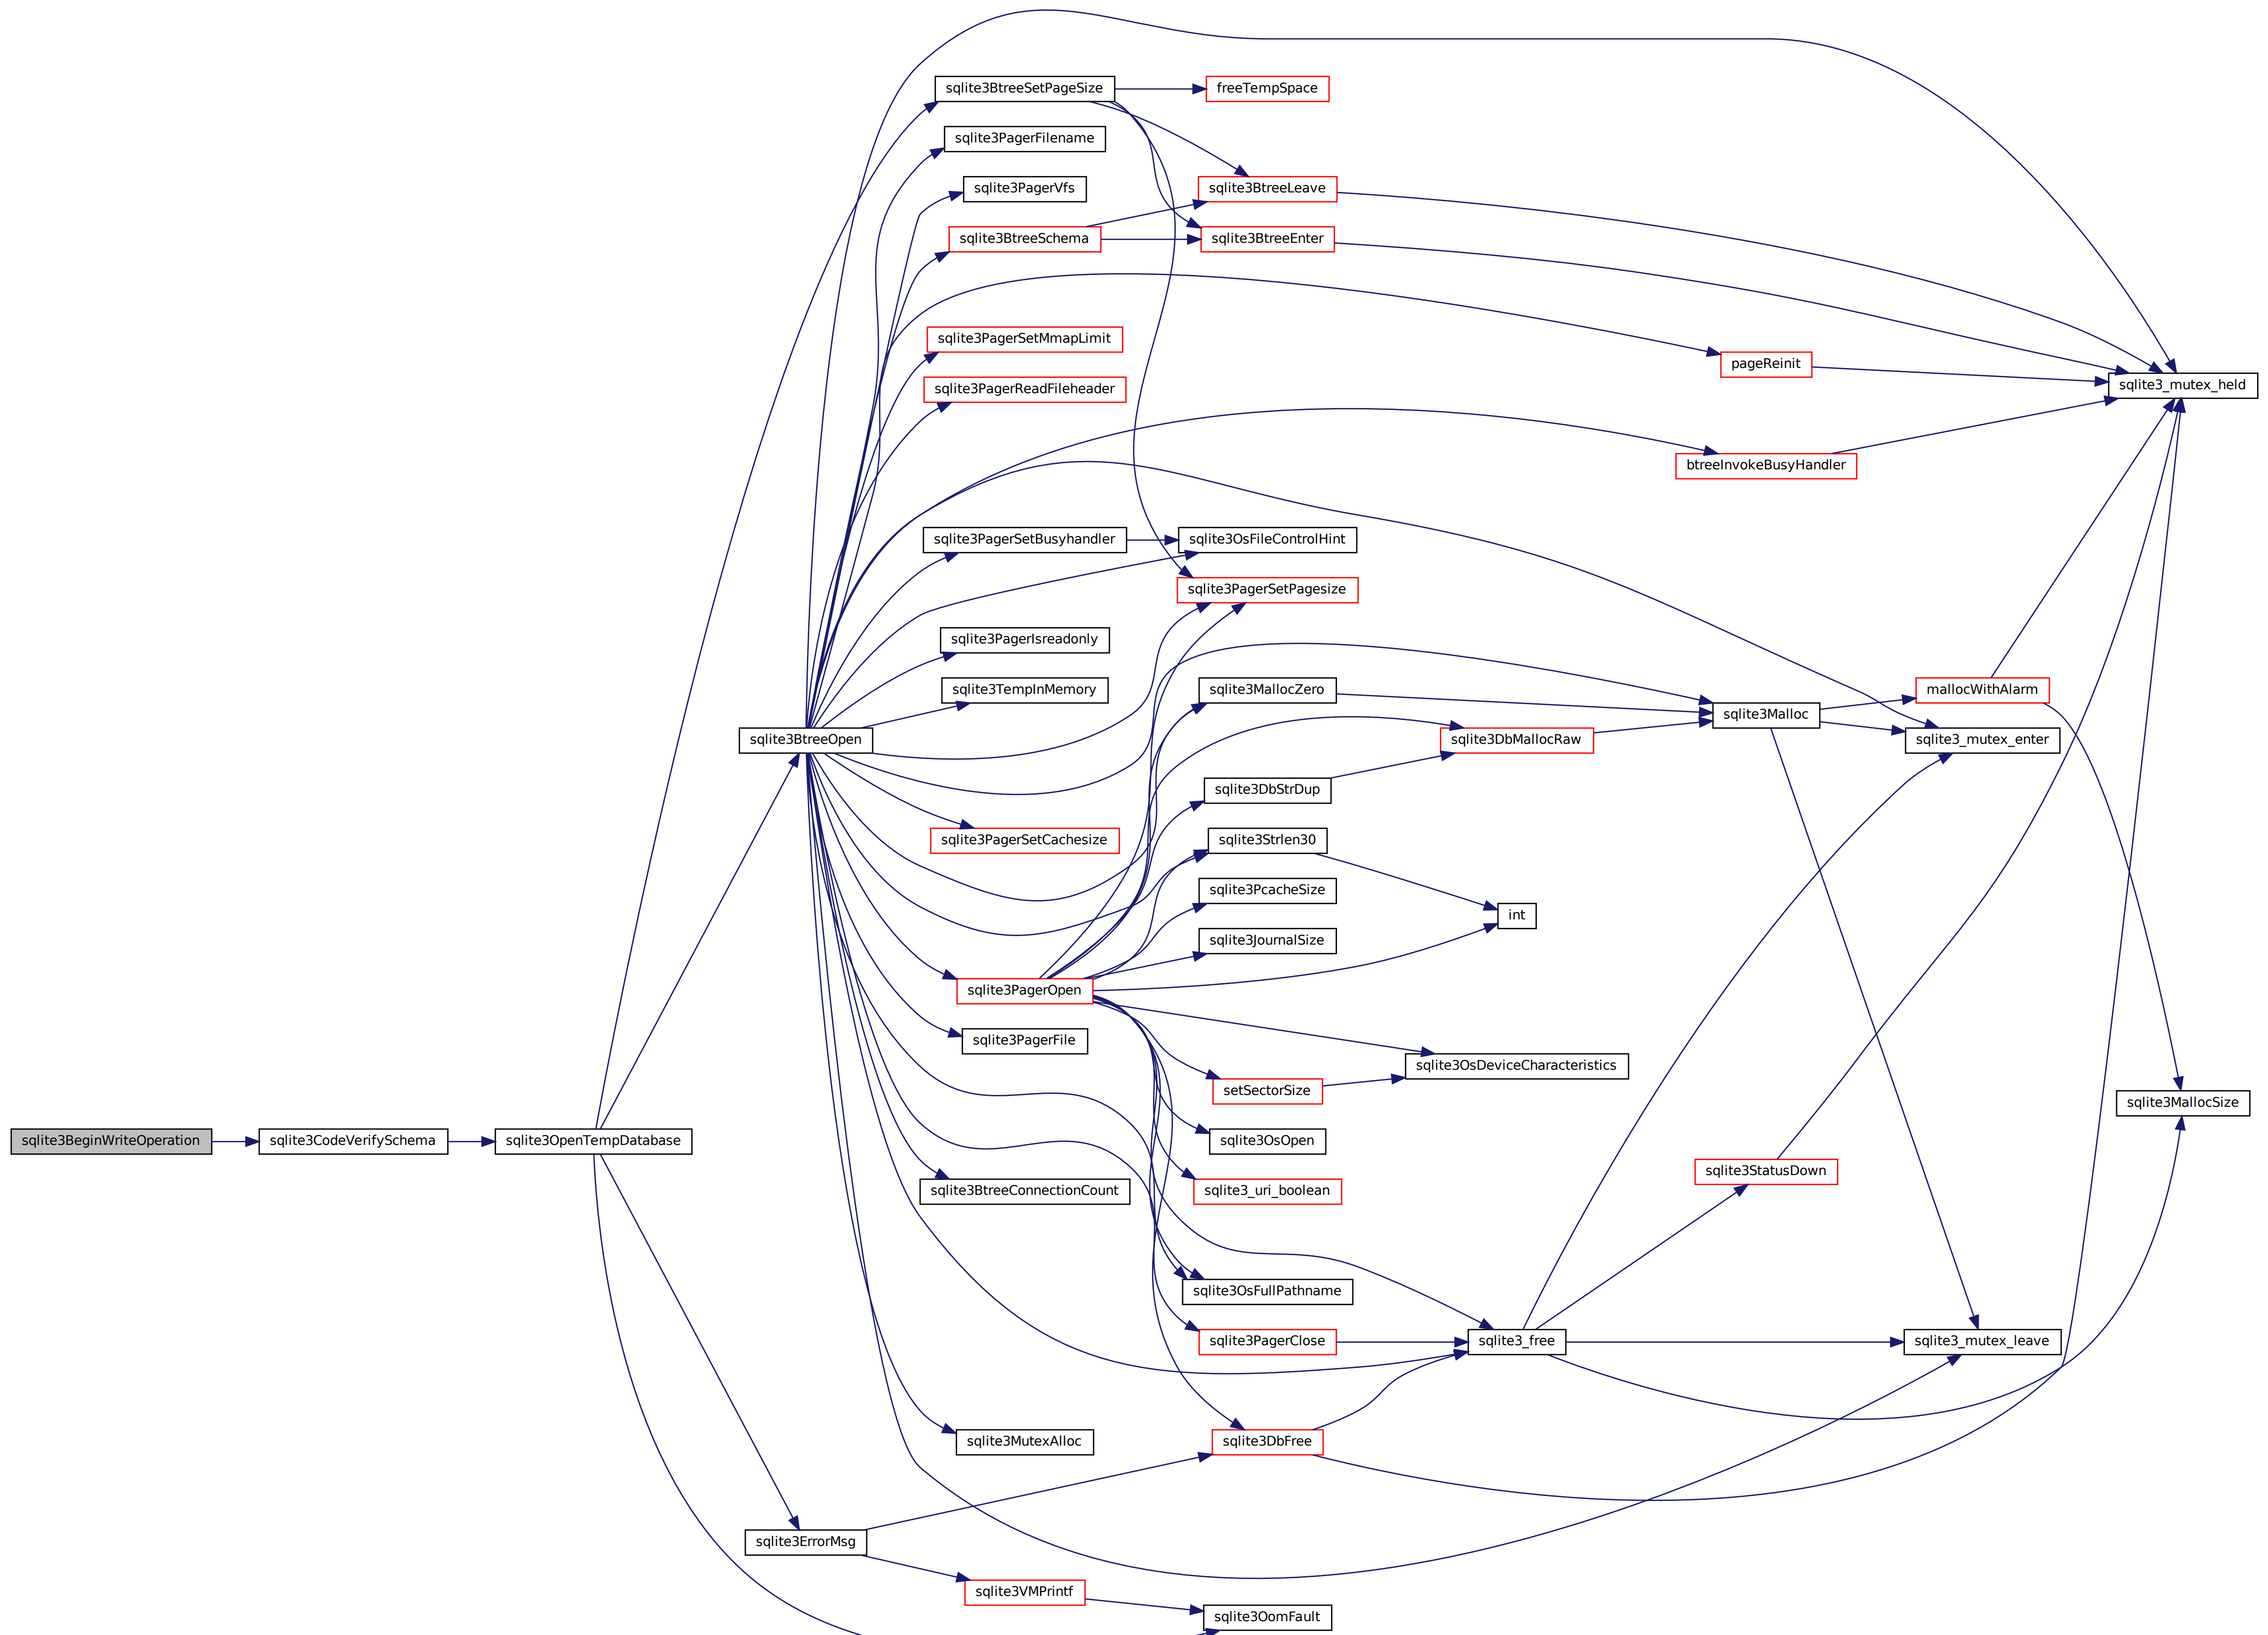 sqlite3BtreeSetPageSize
freeTempSpace
sqlite3PagerFilename
sqlite3PagerVfs
sqlite3BtreeLeave
sqlite3BtreeSchema
sqlite3BtreeEnter
sqlite3PagerSetMmapLimit
pageReinit
sqlite3PagerReadFileheader
sqlite3_mutex_held
btreeInvokeBusyHandler
sqlite3PagerSetBusyhandler
sqlite3OsFileControlHint
sqlite3PagerSetPagesize
sqlite3PagerIsreadonly
sqlite3TempInMemory
sqlite3MallocZero
mallocWithAlarm
sqlite3Malloc
sqlite3BtreeOpen
sqlite3DbMallocRaw
sqlite3_mutex_enter
sqlite3DbStrDup
sqlite3PagerSetCachesize
sqlite3Strlen30
sqlite3PcacheSize
int
sqlite3JournalSize
sqlite3PagerOpen
sqlite3PagerFile
sqlite3OsDeviceCharacteristics
setSectorSize
sqlite3MallocSize
sqlite3BeginWriteOperation
sqlite3CodeVerifySchema
sqlite3OpenTempDatabase
sqlite3OsOpen
sqlite3StatusDown
sqlite3BtreeConnectionCount
sqlite3_uri_boolean
sqlite3OsFullPathname
sqlite3PagerClose
sqlite3_free
sqlite3_mutex_leave
sqlite3MutexAlloc
sqlite3DbFree
sqlite3ErrorMsg
sqlite3VMPrintf
sqlite3OomFault